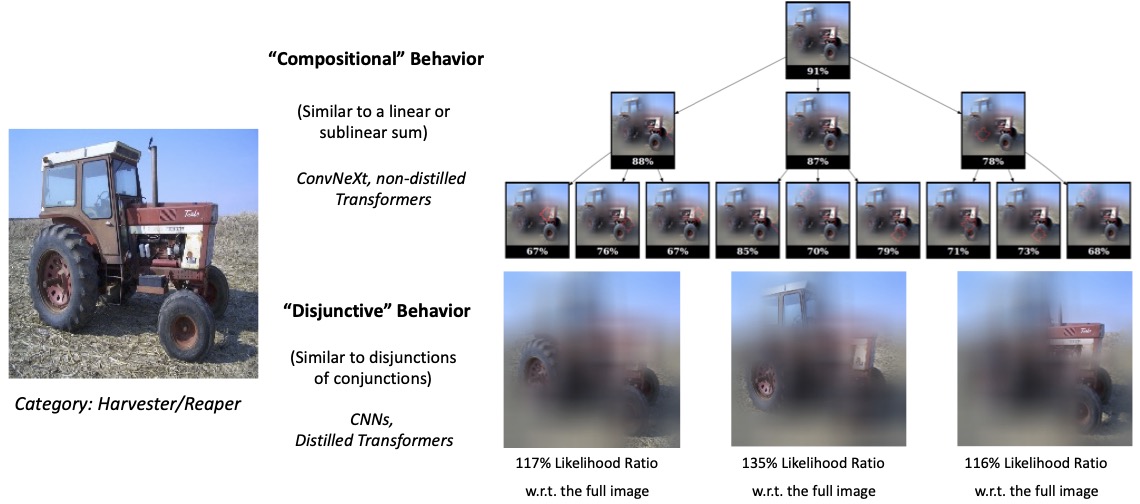 “Compositional” Behavior
(Similar to a linear or
sublinear sum)
ConvNeXt, non-distilled
Transformers
Category: Harvester/Reaper
“Disjunctive” Behavior
(Similar to disjunctions
of conjunctions)
CNNs,
Distilled Transformers
91%
88%
87%
78%
67%
76%
67%
85%
70%
79%
71%
73%
68%
117% Likelihood Ratio
w.r.t. the full image
135% Likelihood Ratio
w.r.t. the full image
116% Likelihood Ratio
w.r.t. the full image